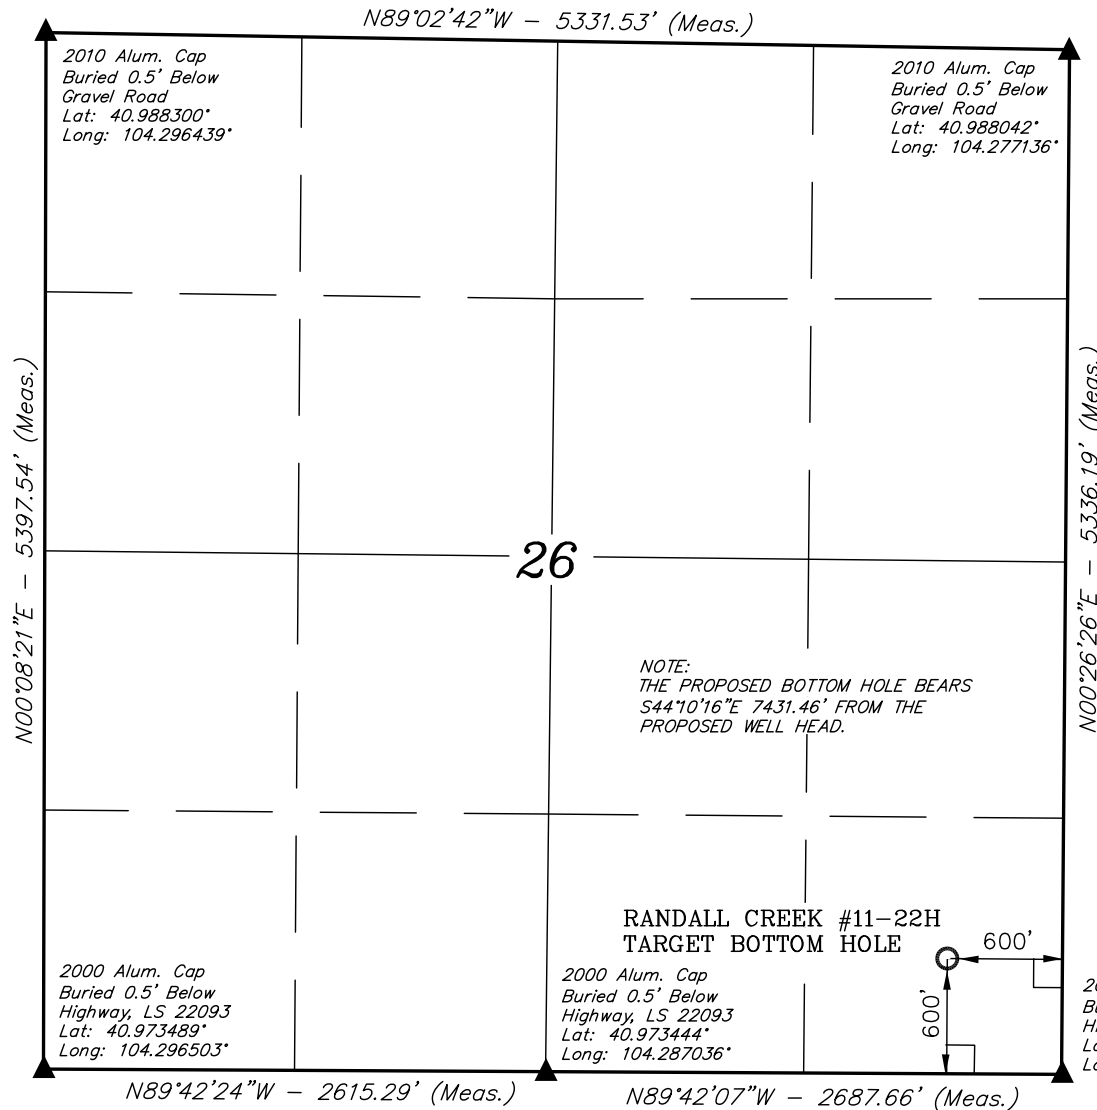 N89°02'42"W - 5331.53' (Meas.)
2010 Alum. Cap
Buried 0.5' Below
Gravel Road
Lat: 40.988300°
Long: 104.296439°
2010 Alum. Cap
Buried 0.5' Below
Gravel Road
Lat: 40.988042°
Long: 104.277136°
N00°08'21"E - 5397.54' (Meas.)
26
N00°26'26"E - 5336.19' (Meas.)
NOTE:
THE PROPOSED BOTTOM HOLE BEARS
S44°10'16"E 7431.46' FROM THE
PROPOSED WELL HEAD.
RANDALL CREEK #11-22H
TARGET BOTTOM HOLE
600'
600'
2000 Alum. Cap
Buried 0.5' Below
Highway, LS 22093
Lat: 40.973489°
Long: 104.296503°
2000 Alum. Cap
Buried 0.5' Below
Highway, LS 22093
Lat: 40.973444°
Long: 104.287036°
N89°42'24"W - 2615.29' (Meas.)
N89°42'07"W - 2687.66' (Meas.)